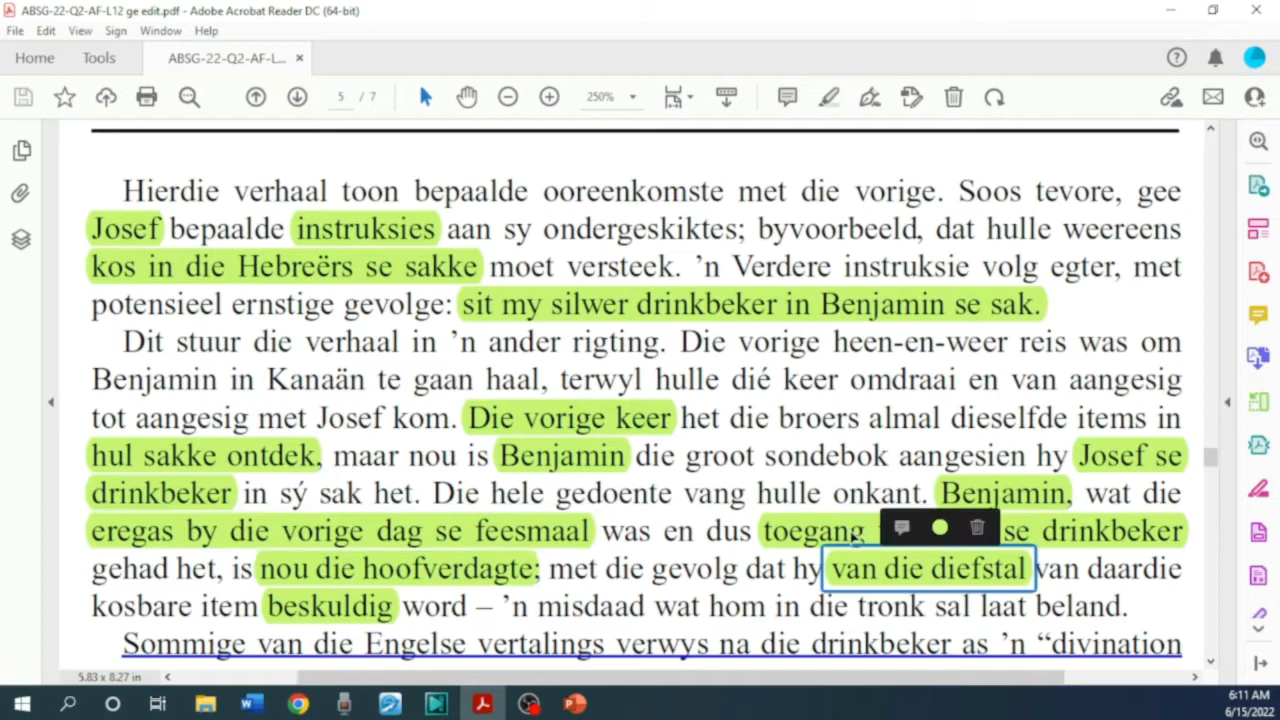 ABSG-22-Q2-AF-L12 ge edit.pdf - Adobe Acrobat Reader DC (64-bit)
File Edit View Sign Window Help
Home Tools ABSG-22-Q2-AF-L... ×
5 / 7 250%
Hierdie verhaal toon bepaalde ooreenkomste met die vorige. Soos tevore, gee
Josef bepaalde instruksies aan sy ondergeskiktes; byvoorbeeld, dat hulle weereens
kos in die Hebreërs se sakke moet versteek. ’n Verdere instruksie volg egter, met
potensieel ernstige gevolge: sit my silwer drinkbeker in Benjamin se sak.
Dit stuur die verhaal in ’n ander rigting. Die vorige heen-en-weer reis was om
Benjamin in Kanaän te gaan haal, terwyl hulle dié keer omdraai en van aangesig
tot aangesig met Josef kom. Die vorige keer het die broers almal dieselfde items in
hul sakke ontdek, maar nou is Benjamin die groot sondebok aangesien hy Josef se
drinkbeker in sý sak het. Die hele gedoente vang hulle onkant. Benjamin, wat die
eregas by die vorige dag se feesmaal was en dus toegang se drinkbeker
gehad het, is nou die hoofverdagte; met die gevolg dat hy van die diefstal van daardie
kosbare item beskuldig word – ’n misdaad wat hom in die tronk sal laat beland.
Sommige van die Engelse vertalings verwys na die drinkbeker as ’n “divination
5.83 x 8.27 in
6:11 AM
6/15/2022